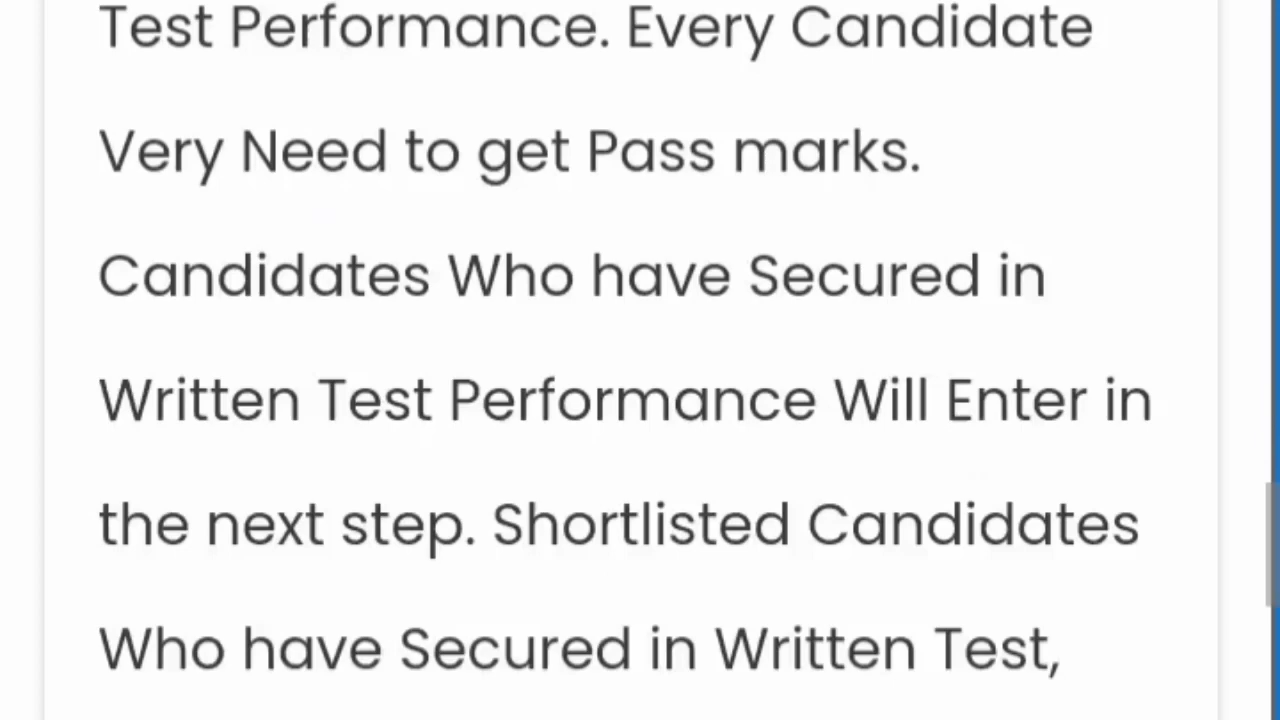 Test Performance. Every Candidate
Very Need to get Pass marks.
Candidates Who have Secured in
Written Test Performance Will Enter in
the next step. Shortlisted Candidates
Who have Secured in Written Test,